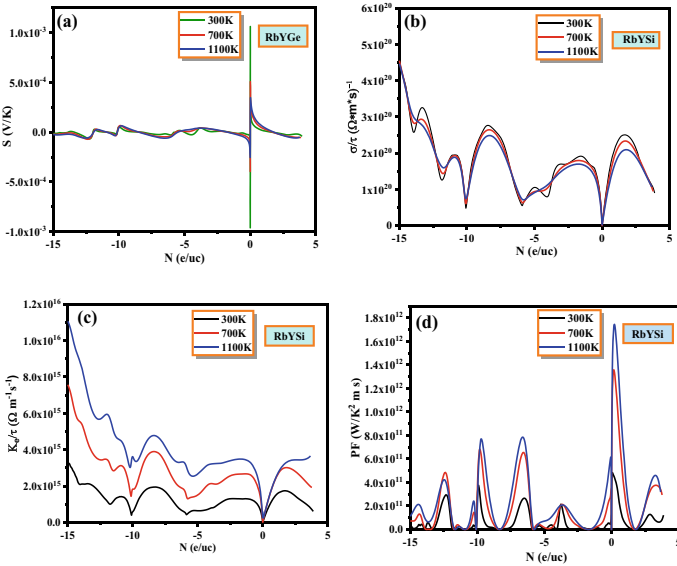 (a)
300K
700K
1100K
RbYGe
1.0x10⁻³
5.0x10⁻⁴
0.0
-5.0x10⁻⁴
-1.0x10⁻³
S (V/K)
-15 -10 -5 0 5
N (e/uc)
(b)
300K
700K
1100K
RbYSi
6x10²⁰
5x10²⁰
4x10²⁰
3x10²⁰
2x10²⁰
1x10²⁰
0
σ/τ (Ω*m*s)⁻¹
-15 -10 -5 0 5
N (e/uc)
(c)
300K
700K
1100K
RbYSi
1.2x10¹⁶
1.0x10¹⁶
8.0x10¹⁵
6.0x10¹⁵
4.0x10¹⁵
2.0x10¹⁵
0.0
Kₑ/τ (Ω m⁻¹s⁻¹)
-15 -10 -5 0 5
N (e/uc)
(d)
300K
700K
1100K
RbYSi
1.8x10¹²
1.6x10¹²
1.4x10¹²
1.2x10¹²
1.0x10¹²
8.0x10¹¹
6.0x10¹¹
4.0x10¹¹
2.0x10¹¹
0.0
PF (W/K² m s)
-15 -10 -5 0 5
N (e/uc)